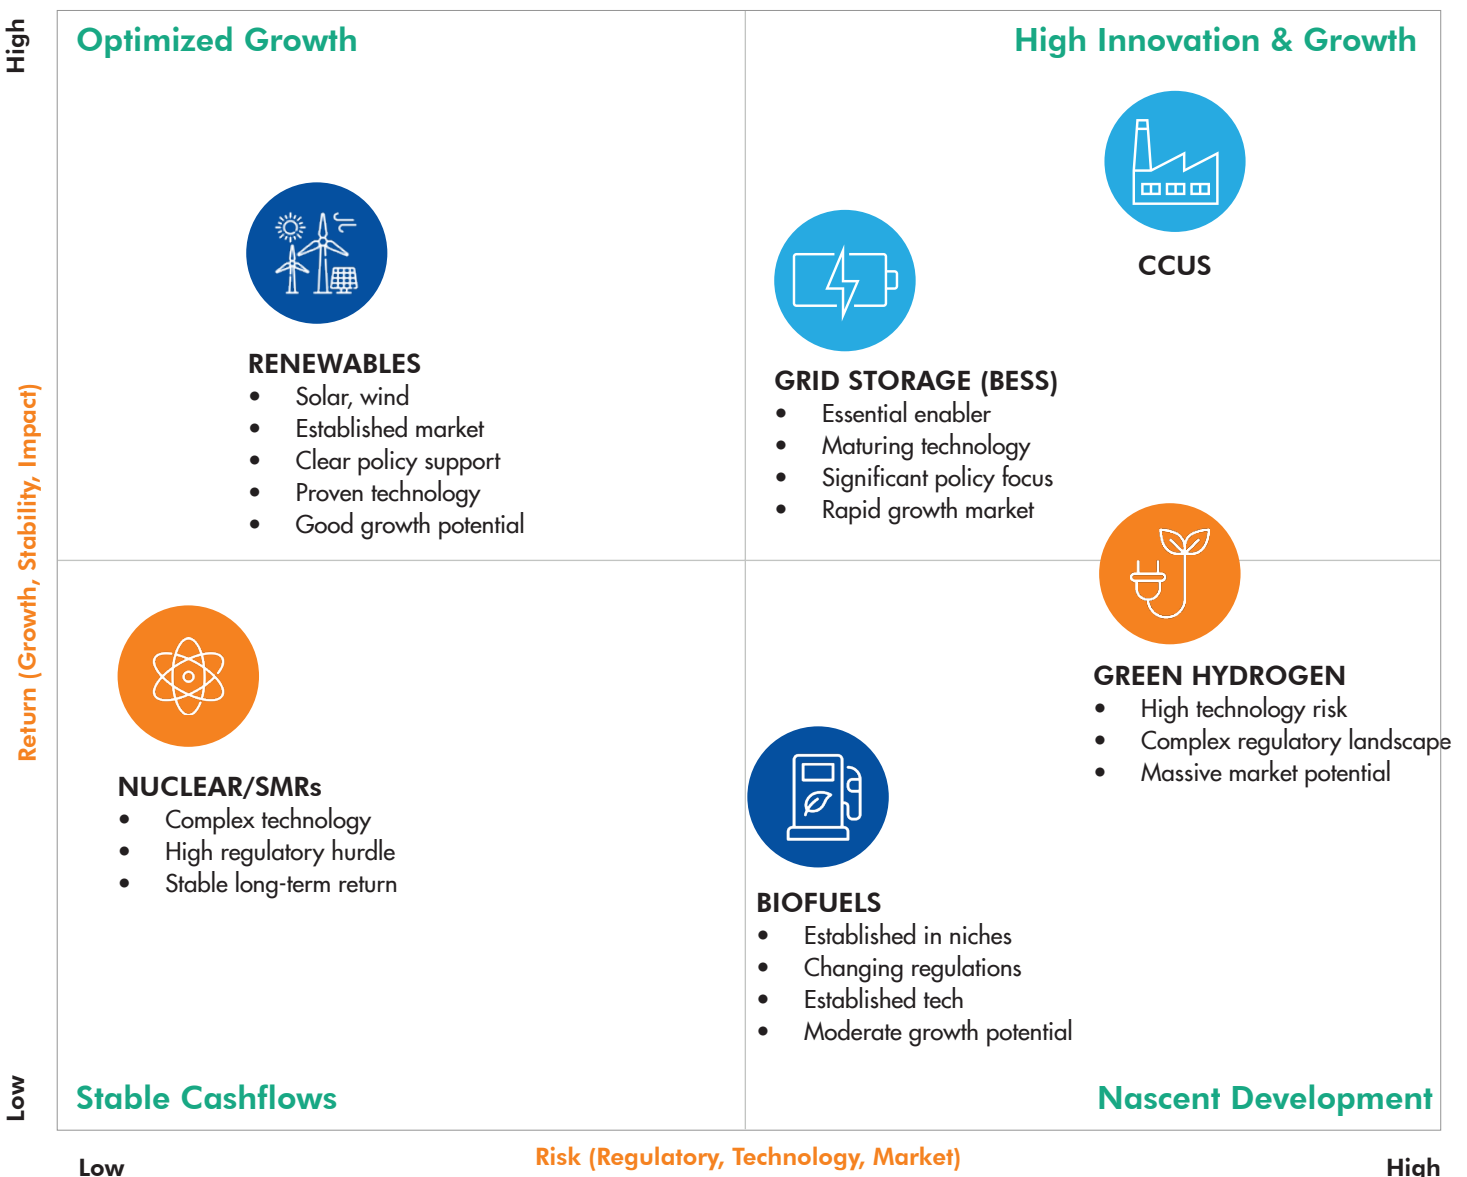 High
Optimized Growth
High Innovation & Growth
CCUS
RENEWABLES
• Solar, wind
• Established market
• Clear policy support
• Proven technology
• Good growth potential
GRID STORAGE (BESS)
• Essential enabler
• Maturing technology
• Significant policy focus
• Rapid growth market
Return (Growth, Stability, Impact)
NUCLEAR/SMRs
• Complex technology
• High regulatory hurdle
• Stable long-term return
GREEN HYDROGEN
• High technology risk
• Complex regulatory landscape
• Massive market potential
BIOFUELS
• Established in niches
• Changing regulations
• Established tech
• Moderate growth potential
Low
Stable Cashflows
Nascent Development
Low
Risk (Regulatory, Technology, Market)
High